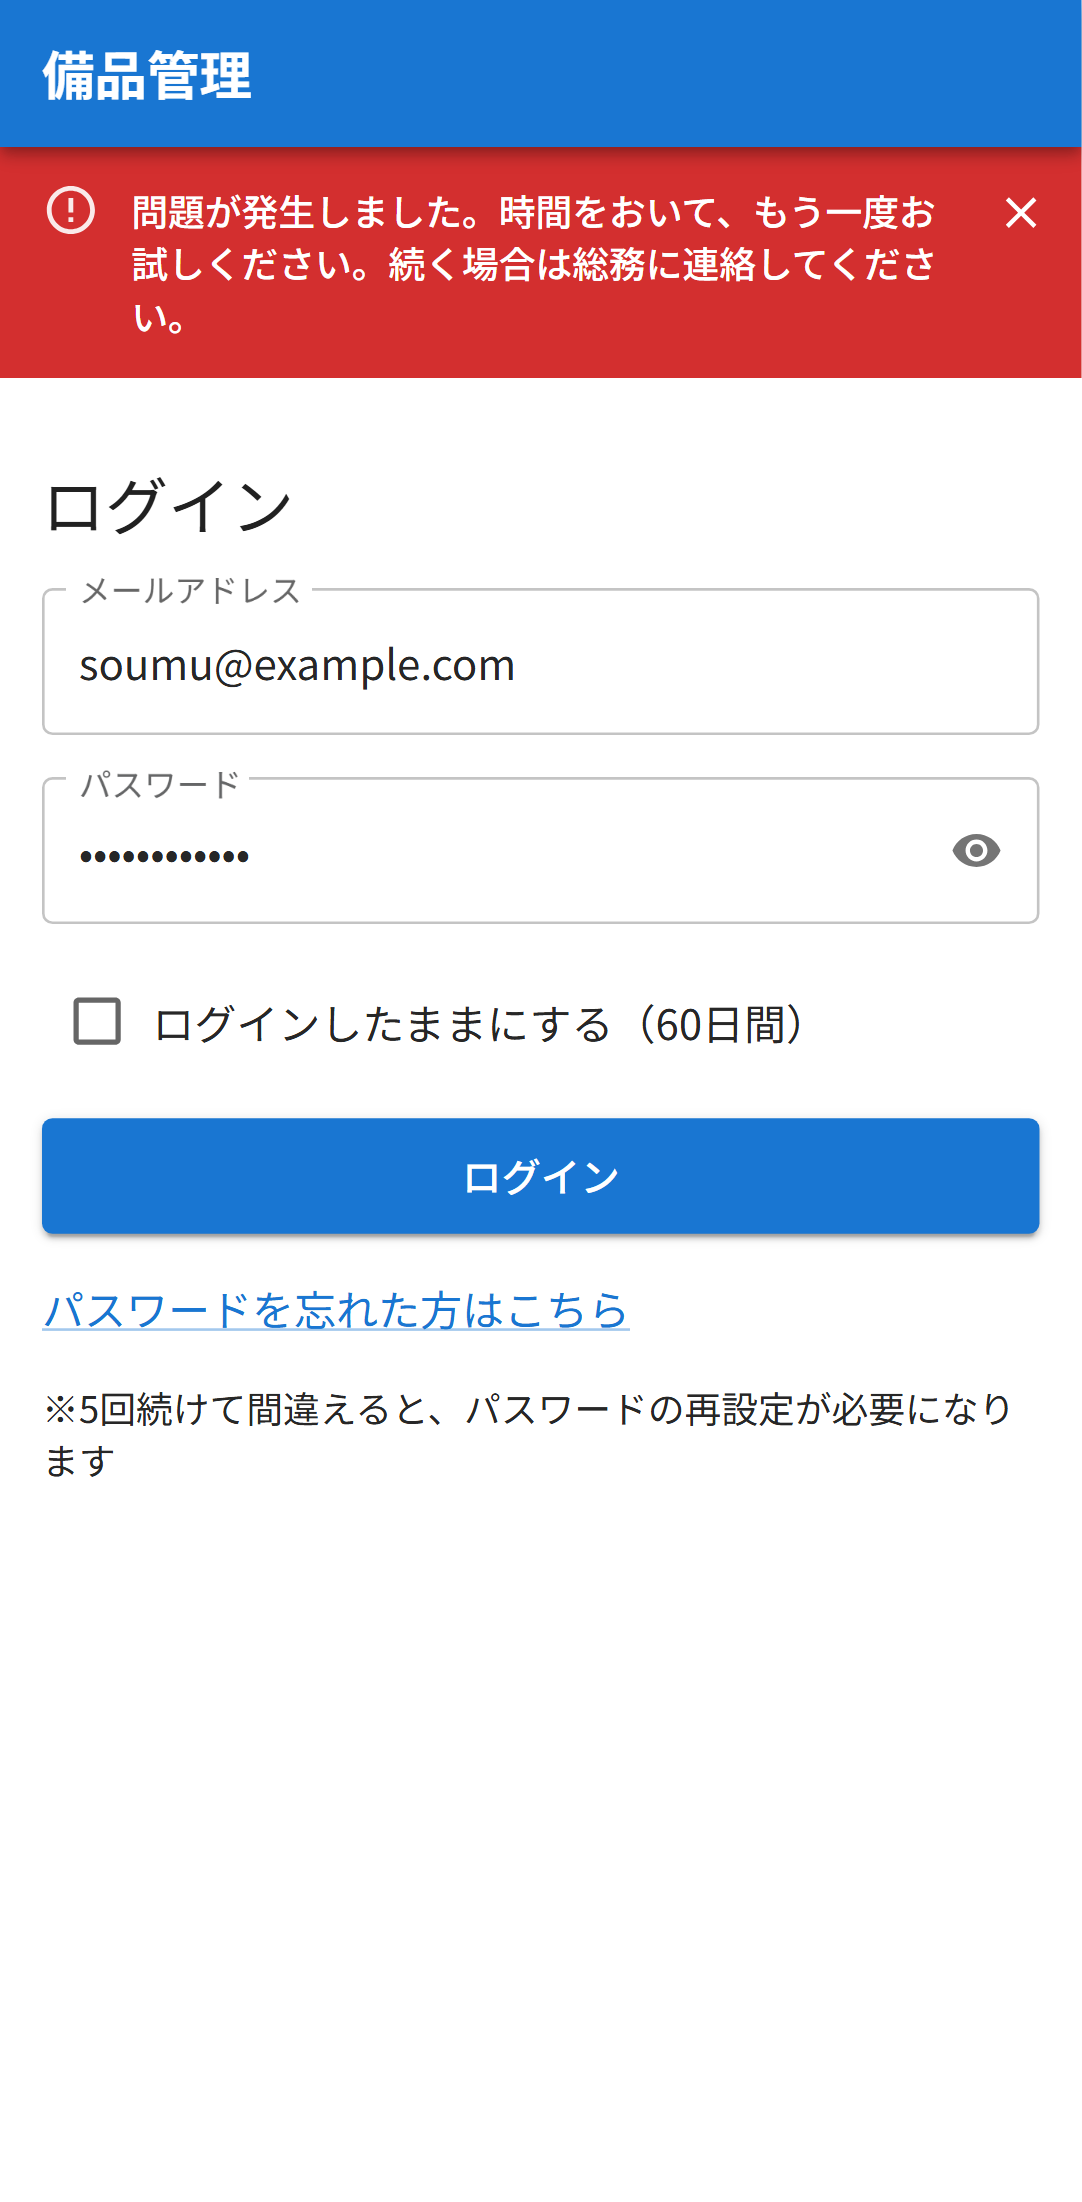 備品管理
問題が発生しました。時間をおいて、もう一度お
試しください。続く場合は総務に連絡してくださ
い。
ログイン
メールアドレス
soumu@example.com
パスワード
••••••••••••
ログインしたままにする（60日間）
ログイン
パスワードを忘れた方はこちら
※5回続けて間違えると、パスワードの再設定が必要になり
ます